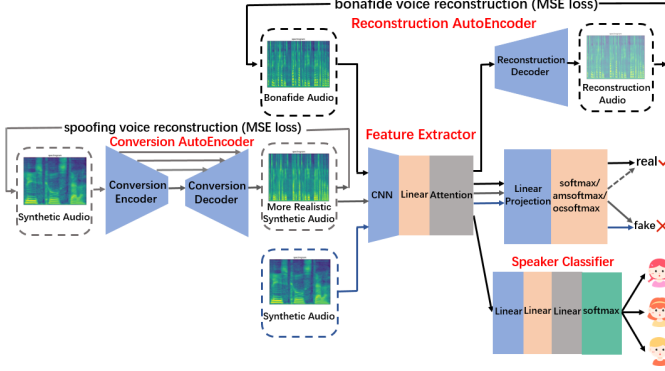 bonafide voice reconstruction (MSE loss)
Reconstruction AutoEncoder
Bonafide Audio
Reconstruction
Decoder
Reconstruction
Audio
spoofing voice reconstruction (MSE loss)
Conversion AutoEncoder
Synthetic Audio
Conversion
Encoder
Conversion
Decoder
More Realistic
Synthetic Audio
Feature Extractor
CNN
Linear
Attention
Linear
Projection
softmax/
amsoftmax/
ocsoftmax
real
fake
Synthetic Audio
Speaker Classifier
Linear
Linear
Linear
softmax